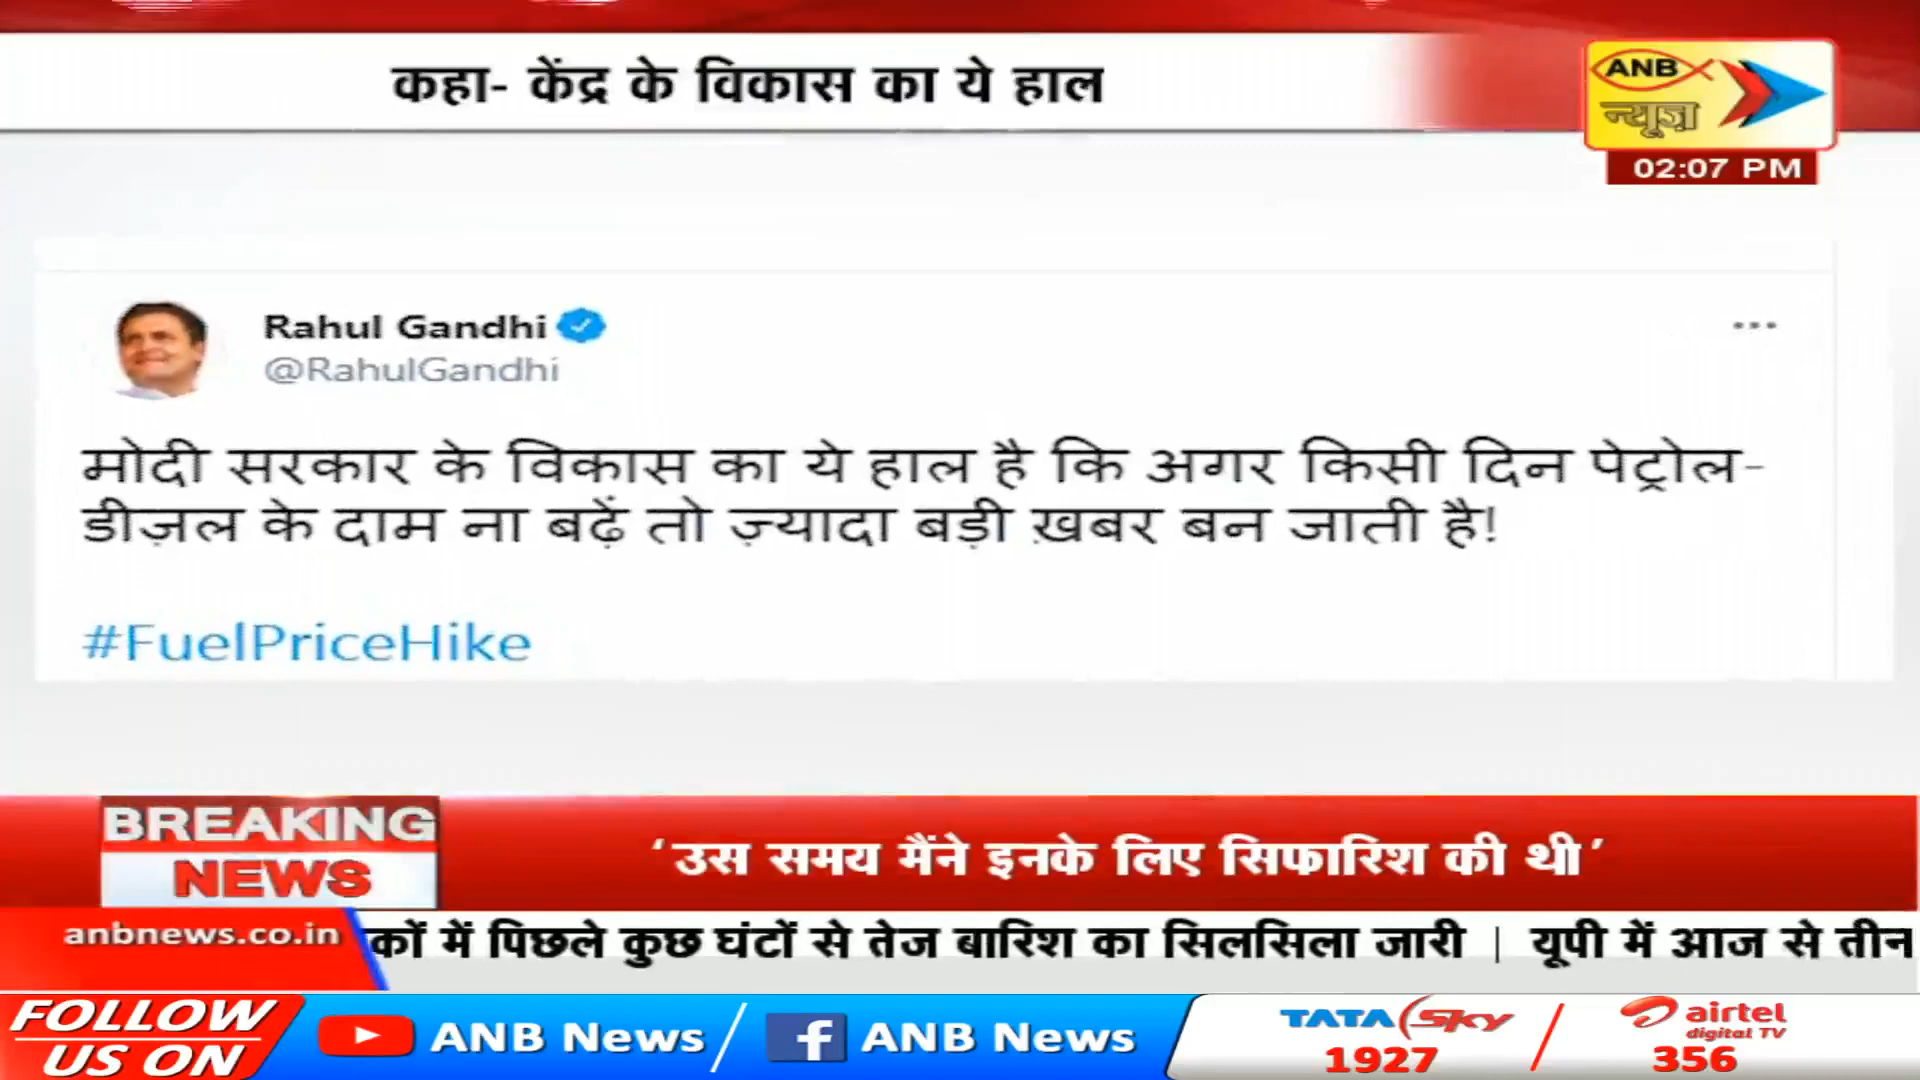 कहा- केंद्र के विकास का ये हाल
ANB
न्यूज़
02:07 PM
Rahul Gandhi
@RahulGandhi
मोदी सरकार के विकास का ये हाल है कि अगर किसी दिन पेट्रोल-
डीज़ल के दाम ना बढ़ें तो ज़्यादा बड़ी ख़बर बन जाती है!
#FuelPriceHike
BREAKING
NEWS
‘उस समय मैंने इनके लिए सिफारिश की थी’
anbnews.co.in
कों में पिछले कुछ घंटों से तेज बारिश का सिलसिला जारी | यूपी में आज से तीन
FOLLOW
US ON
ANB News
f ANB News
TATA Sky
1927
airtel
digital TV
356